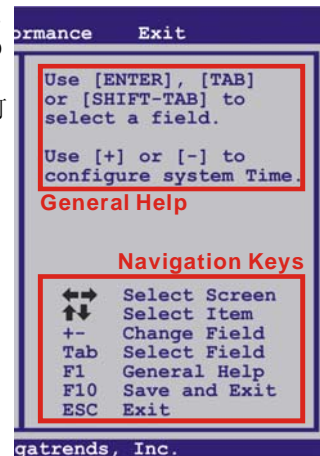 ormance Exit
Use [ENTER], [TAB]
or [SHIFT-TAB] to
select a field.
Use [+] or [-] to
configure system Time.
General Help
Navigation Keys
←→ Select Screen
↑↓ Select Item
+- Change Field
Tab Select Field
F1 General Help
F10 Save and Exit
ESC Exit
gatrends, Inc.